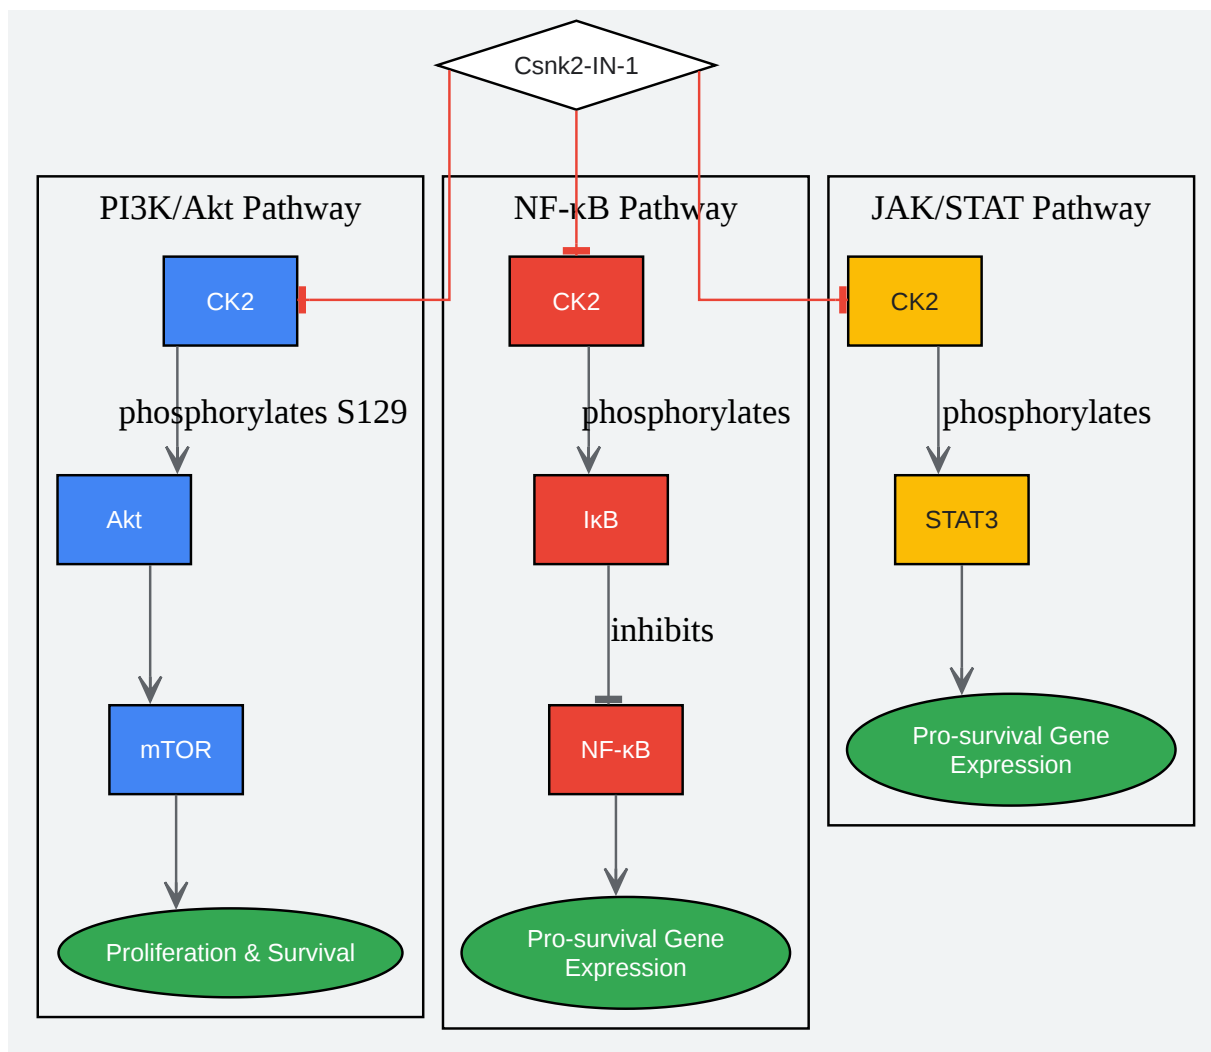 Csnk2-IN-1
PI3K/Akt Pathway
CK2
phosphorylates S129
Akt
mTOR
Proliferation & Survival
NF-κB Pathway
CK2
phosphorylates
IκB
inhibits
NF-κB
Pro-survival Gene
Expression
JAK/STAT Pathway
CK2
phosphorylates
STAT3
Pro-survival Gene
Expression